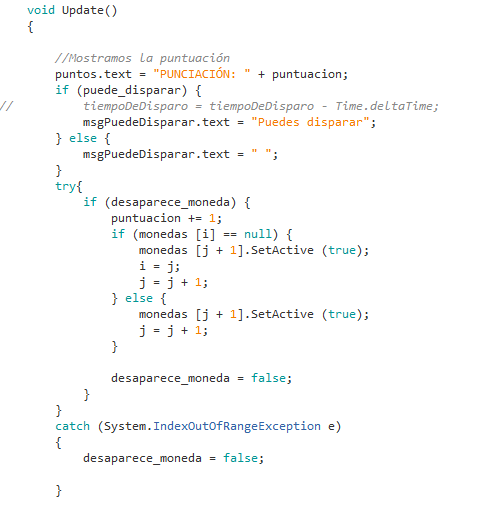 void Update()
{
//Mostramos la puntuación
puntos.text = "PUNCIACIÓN: " + puntuacion;
if (puede_disparar) {
// tiempoDeDisparo = tiempoDeDisparo - Time.deltaTime;
msgPuedeDisparar.text = "Puedes disparar";
} else {
msgPuedeDisparar.text = " ";
}
try{
if (desaparece_moneda) {
puntuacion += 1;
if (monedas [i] == null) {
monedas [j + 1].SetActive (true);
i = j;
j = j + 1;
} else {
monedas [j + 1].SetActive (true);
j = j + 1;
}
desaparece_moneda = false;
}
}
catch (System.IndexOutOfRangeException e)
{
desaparece_moneda = false;
}